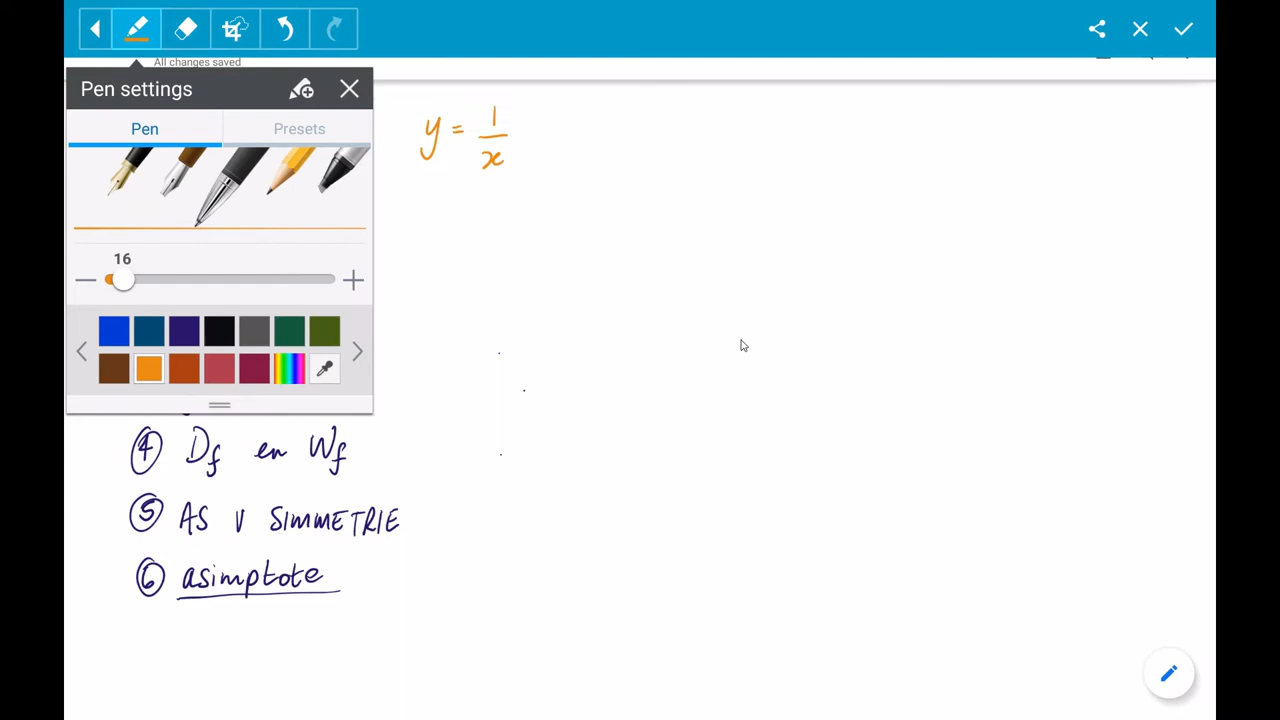 All changes saved
Pen settings
Pen Presets
16
y = 1/x
④ Df en Wf
⑤ AS V SIMMETRIE
⑥ asimptote